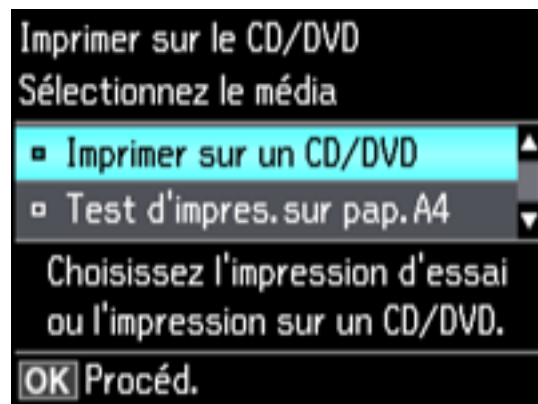 Imprimer sur le CD/DVD
Sélectionnez le média
Imprimer sur un CD/DVD
Test d'impres.sur pap.A4
Choisissez l'impression d'essai
ou l'impression sur un CD/DVD.
OK Procéd.